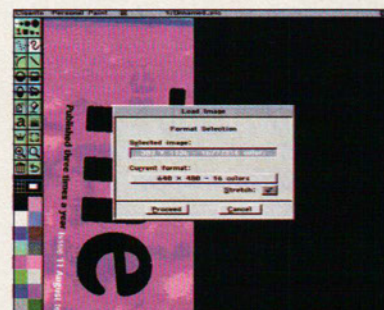 Cloanto Personal Paint
Load Image
Format Selection
Selected image:
Current format:
640 × 480 - 16 colors
Stretch:
Proceed
Cancel
Published three times a year Issue 11 August
e